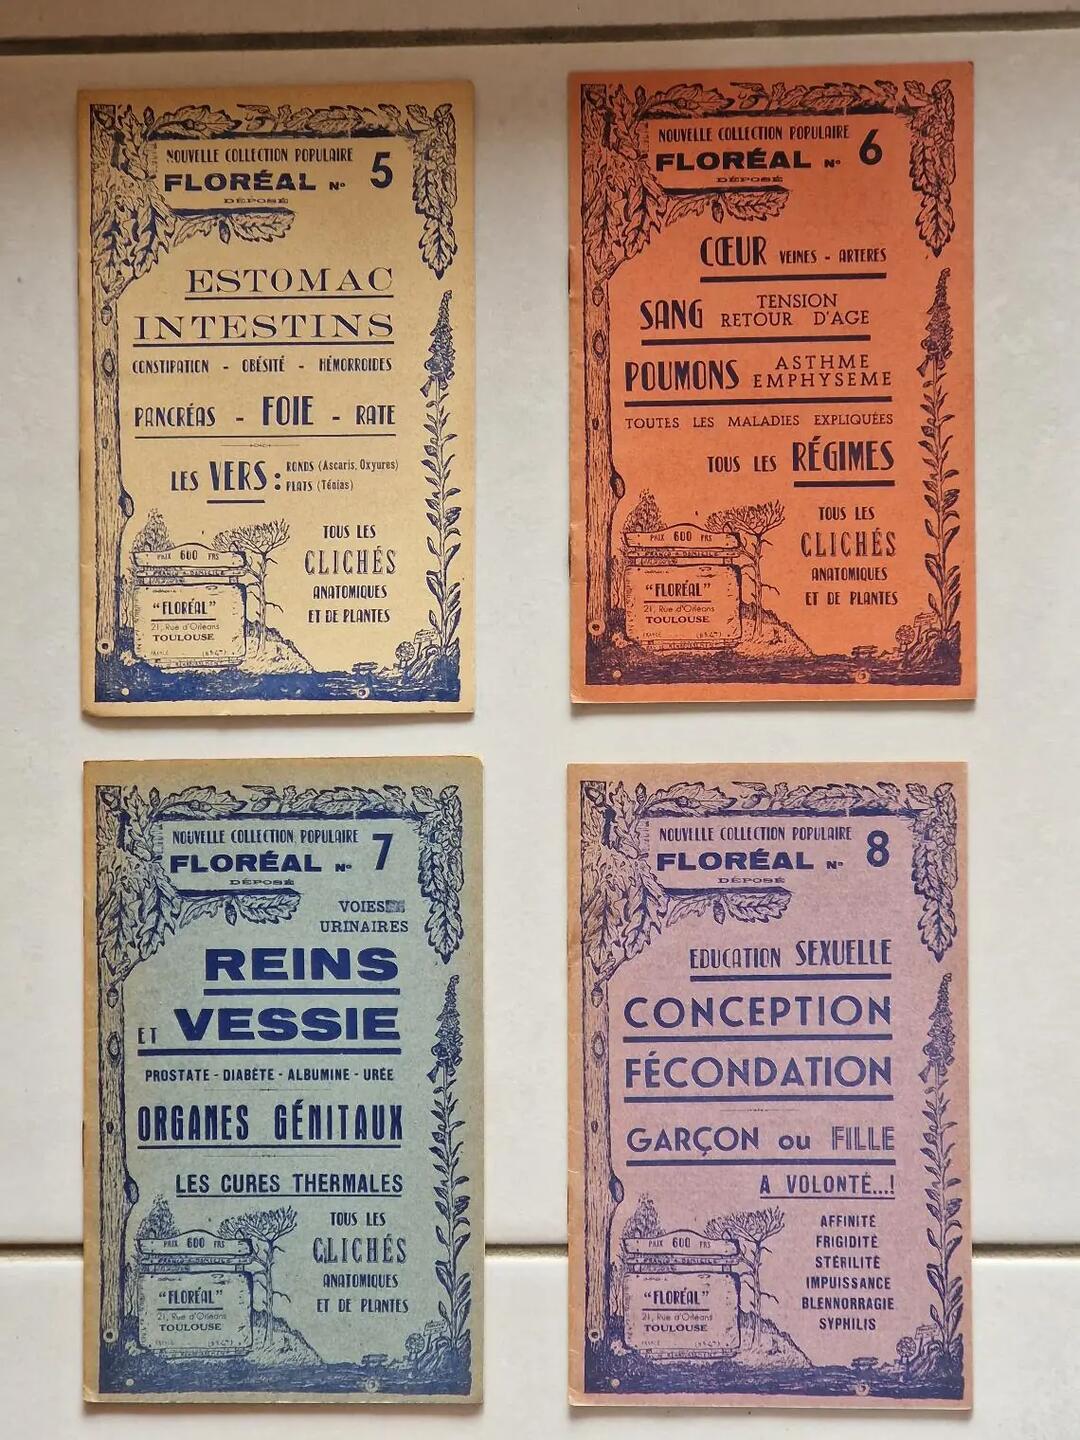 NOUVELLE COLLECTION POPULAIRE
FLORÉAL No 5
DÉPOSÉ
ESTOMAC
INTESTINS
CONSTIPATION - OBÉSITÉ - HÉMORROIDES
PANCRÉAS - FOIE - RATE
LES VERS : RONDS (Ascaris, Oxyures)
PLATS (Ténias)
TOUS LES
CLICHÉS
ANATOMIQUES
ET DE PLANTES
PRIX 600 FRS
FRANCO A DOMICILE
"FLORÉAL"
21, Rue d'Orléans
TOULOUSE
FRANCE
NOUVELLE COLLECTION POPULAIRE
FLORÉAL No 6
DÉPOSÉ
CŒUR VEINES - ARTERES
SANG TENSION
RETOUR D'AGE
POUMONS ASTHME
EMPHYSEME
TOUTES LES MALADIES EXPLIQUÉES
TOUS LES RÉGIMES
TOUS LES
CLICHÉS
ANATOMIQUES
ET DE PLANTES
PRIX 600 FRS
FRANCO A DOMICILE
"FLORÉAL"
21, Rue d'Orléans
TOULOUSE
FRANCE
NOUVELLE COLLECTION POPULAIRE
FLORÉAL No 7
DÉPOSÉ
VOIES
URINAIRES
REINS
ET VESSIE
PROSTATE - DIABÈTE - ALBUMINE - URÉE
ORGANES GÉNITAUX
LES CURES THERMALES
TOUS LES
CLICHÉS
ANATOMIQUES
ET DE PLANTES
PRIX 600 FRS
"FLORÉAL"
21, Rue d'Orléans
TOULOUSE
NOUVELLE COLLECTION POPULAIRE
FLORÉAL No 8
DÉPOSÉ
EDUCATION SEXUELLE
CONCEPTION
FÉCONDATION
GARÇON OU FILLE
A VOLONTÉ...!
AFFINITÉ
FRIGIDITÉ
STÉRILITÉ
IMPUISSANCE
BLENNORRAGIE
SYPHILIS
PRIX 600 FRS
"FLORÉAL"
21, Rue d'Orléans
TOULOUSE